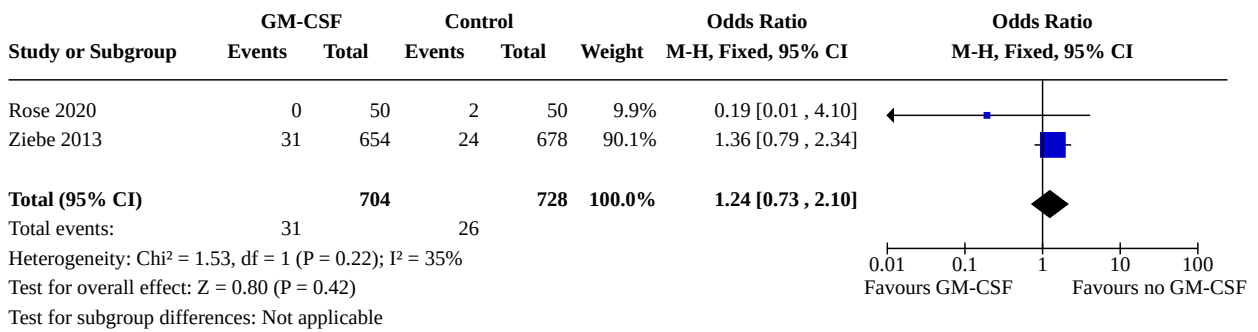 GM-CSF Control Odds Ratio Odds Ratio
Study or Subgroup Events Total Events Total Weight M-H, Fixed, 95% CI M-H, Fixed, 95% CI
Rose 2020 0 50 2 50 9.9% 0.19 [0.01 , 4.10]
Ziebe 2013 31 654 24 678 90.1% 1.36 [0.79 , 2.34]
Total (95% CI) 704 728 100.0% 1.24 [0.73 , 2.10]
Total events: 31 26
Heterogeneity: Chi² = 1.53, df = 1 (P = 0.22); I² = 35%
0.01 0.1 1 10 100
Test for overall effect: Z = 0.80 (P = 0.42)
Favours GM-CSF Favours no GM-CSF
Test for subgroup differences: Not applicable